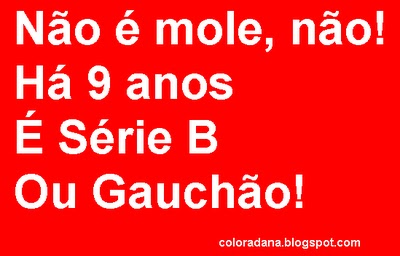 Não é mole, não!
Há 9 anos
É Série B
Ou Gauchão!
coloradana.blogspot.com